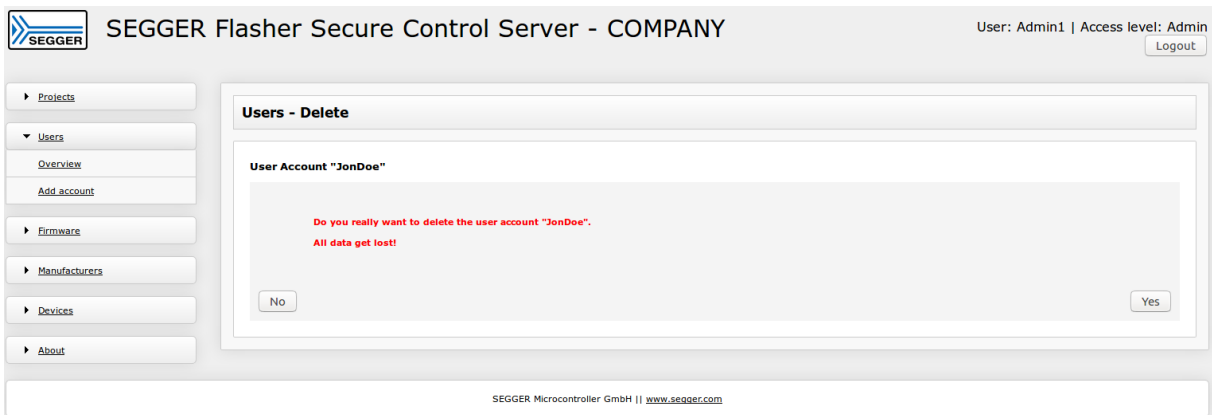 SEGGER
SEGGER Flasher Secure Control Server - COMPANY
User: Admin1 | Access level: Admin
Logout
Projects
Users
Overview
Add account
Firmware
Manufacturers
Devices
About
Users - Delete
User Account "JonDoe"
Do you really want to delete the user account "JonDoe".
All data get lost!
No
Yes
SEGGER Microcontroller GmbH || www.segger.com